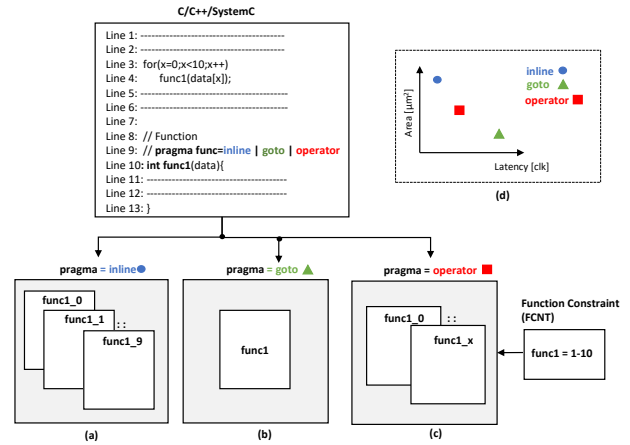 C/C++/SystemC
Line 1: ----------------------------------------
Line 2: ----------------------------------------
Line 3: for(x=0;x<10;x++)
Line 4: func1(data[x]);
Line 5: -----------------------------------------
Line 6: -----------------------------------------
Line 7:
Line 8: // Function
Line 9: // pragma func=inline | goto | operator
Line 10: int func1(data){
Line 11: ---------------------------------------
Line 12: ---------------------------------------
Line 13: }
inline
goto
operator
Area [µm²]
Latency [clk]
(d)
pragma = inline
func1_0
func1_1
: :
func1_9
(a)
pragma = goto
func1
(b)
pragma = operator
func1_0
: :
func1_x
(c)
Function Constraint
(FCNT)
func1 = 1-10